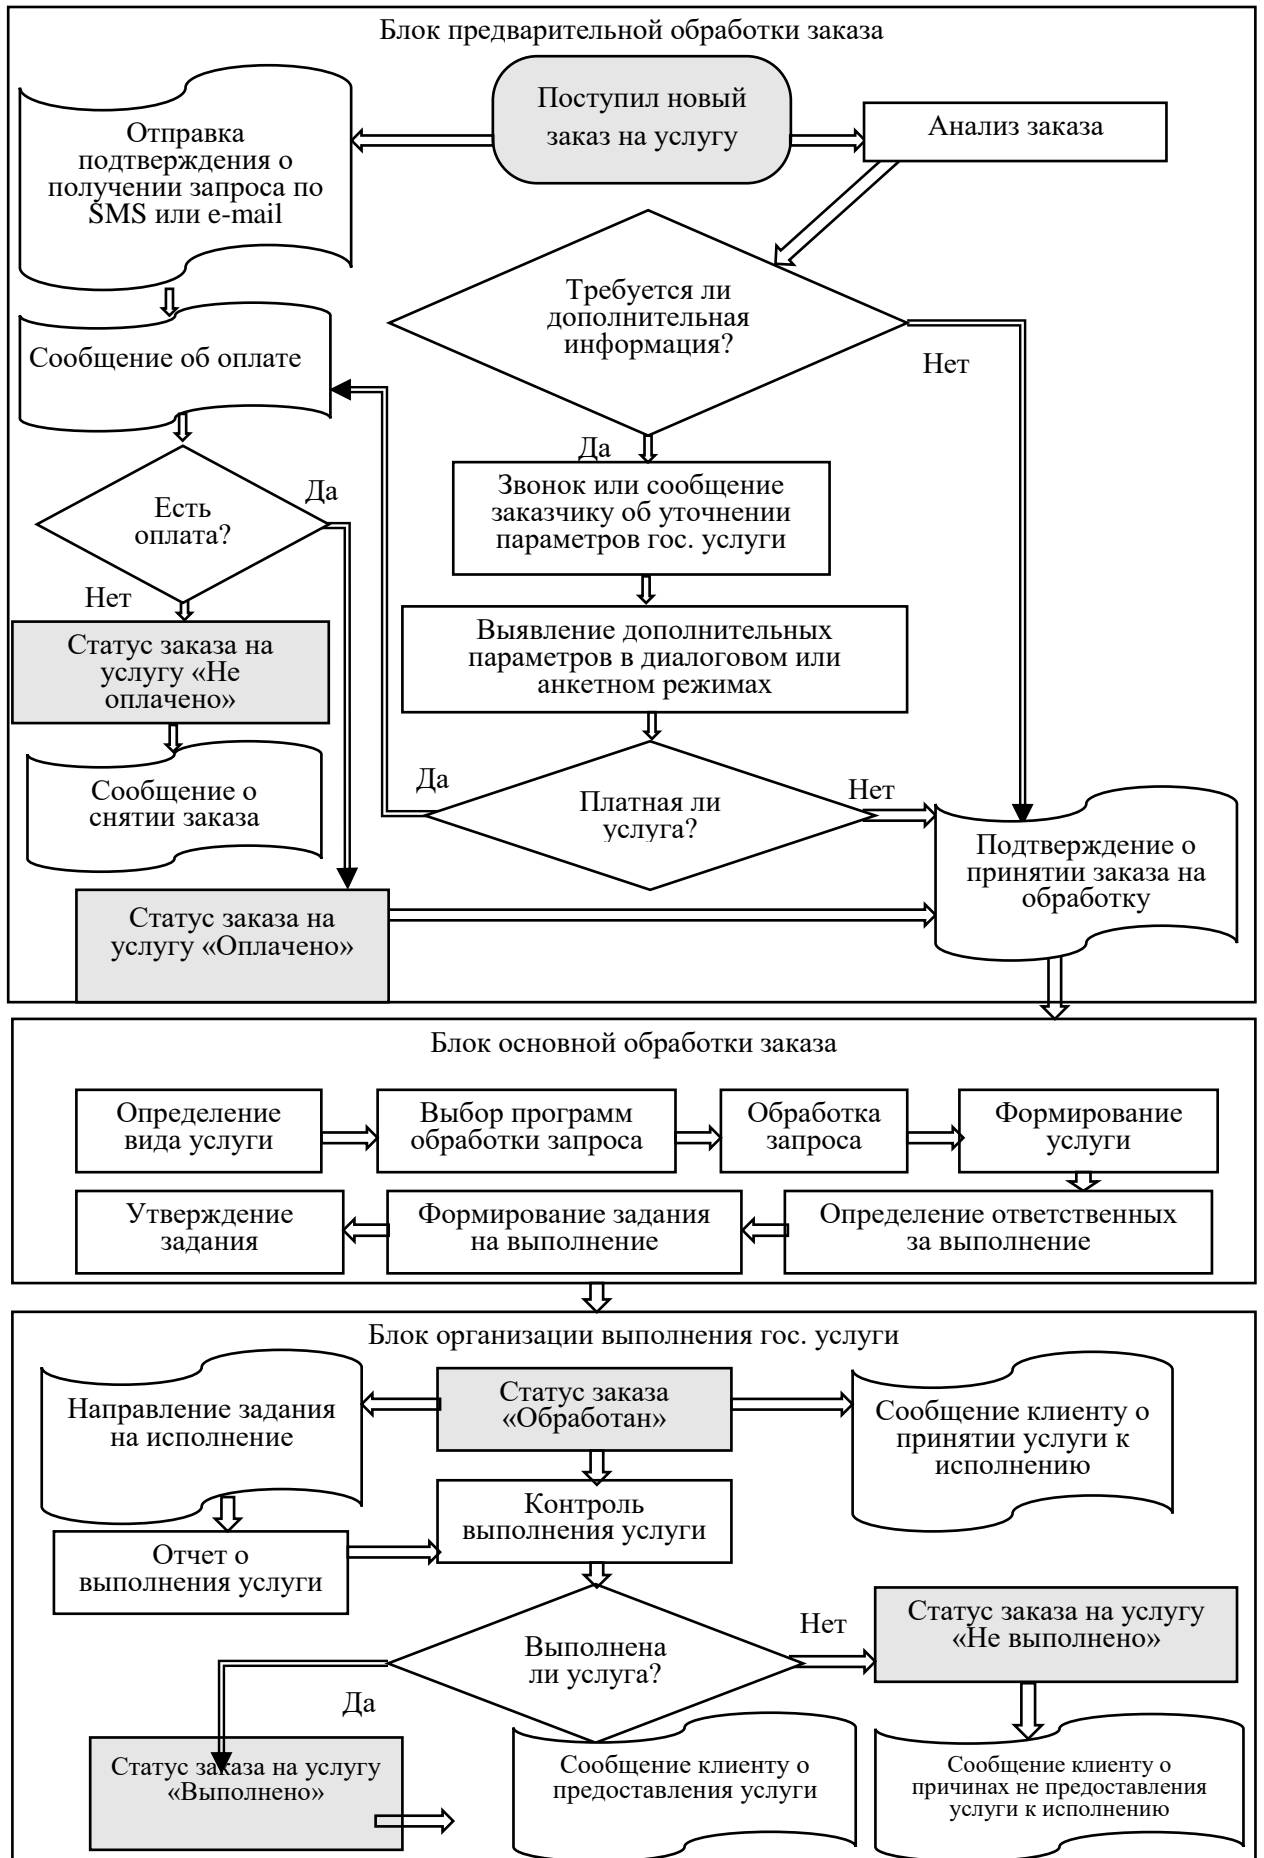 Блок предварительной обработки заказа
Поступил новый
заказ на услугу
Анализ заказа
Отправка
подтверждения о
получении запроса по
SMS или e-mail
Требуется ли
дополнительная
информация?
Нет
Сообщение об оплате
Да
Звонок или сообщение
заказчику об уточнении
параметров гос. услуги
Есть
оплата?
Да
Нет
Выявление дополнительных
параметров в диалоговом или
анкетном режимах
Статус заказа на
услугу «Не
оплачено»
Сообщение о
снятии заказа
Да
Платная ли
услуга?
Нет
Подтверждение о
принятии заказа на
обработку
Статус заказа на
услугу «Оплачено»
Блок основной обработки заказа
Определение
вида услуги
Выбор программ
обработки запроса
Обработка
запроса
Формирование
услуги
Утверждение
задания
Формирование задания
на выполнение
Определение ответственных
за выполнение
Блок организации выполнения гос. услуги
Направление задания
на исполнение
Статус заказа
«Обработан»
Сообщение клиенту о
принятии услуги к
исполнению
Контроль
выполнения услуги
Отчет о
выполнения услуги
Выполнена
ли услуга?
Нет
Статус заказа на услугу
«Не выполнено»
Да
Статус заказа на услугу
«Выполнено»
Сообщение клиенту о
предоставления услуги
Сообщение клиенту о
причинах не предоставления
услуги к исполнению